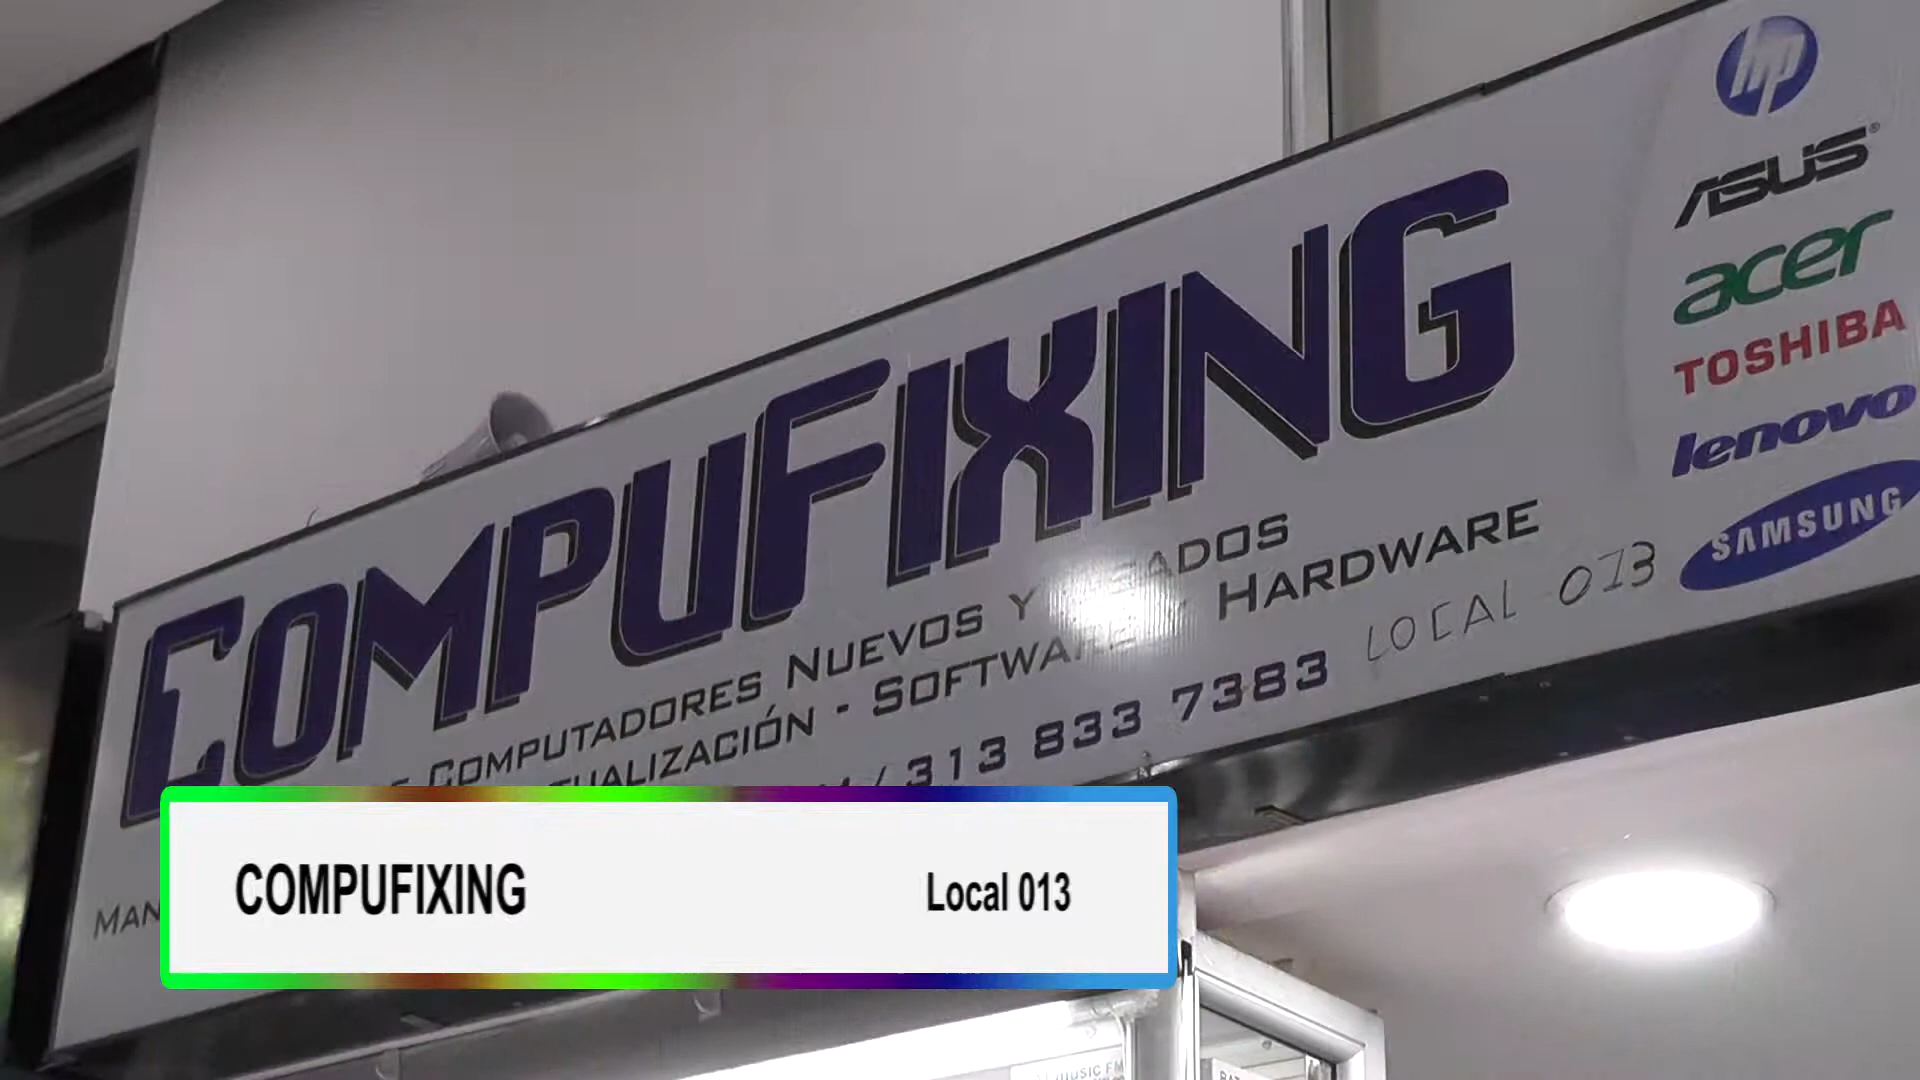 COMPUFIXING
COMPUTADORES NUEVOS Y
- SOFTWARE HARDWARE
/ 313 833 7383 LOCAL 013
hp
ASUS
acer
TOSHIBA
lenovo
SAMSUNG
COMPUFIXING Local 013